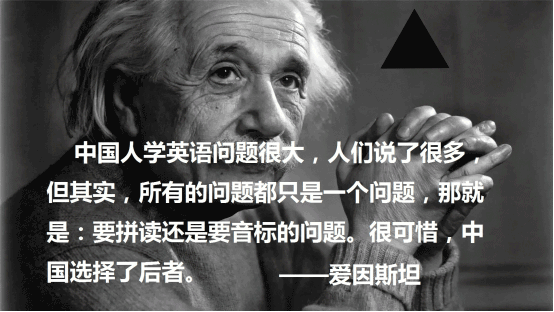 中国人学英语问题很大，人们说了很多，
但其实，所有的问题都只是一个问题，那就
是：要拼读还是要音标的问题。很可惜，中
国选择了后者。 ——爱因斯坦